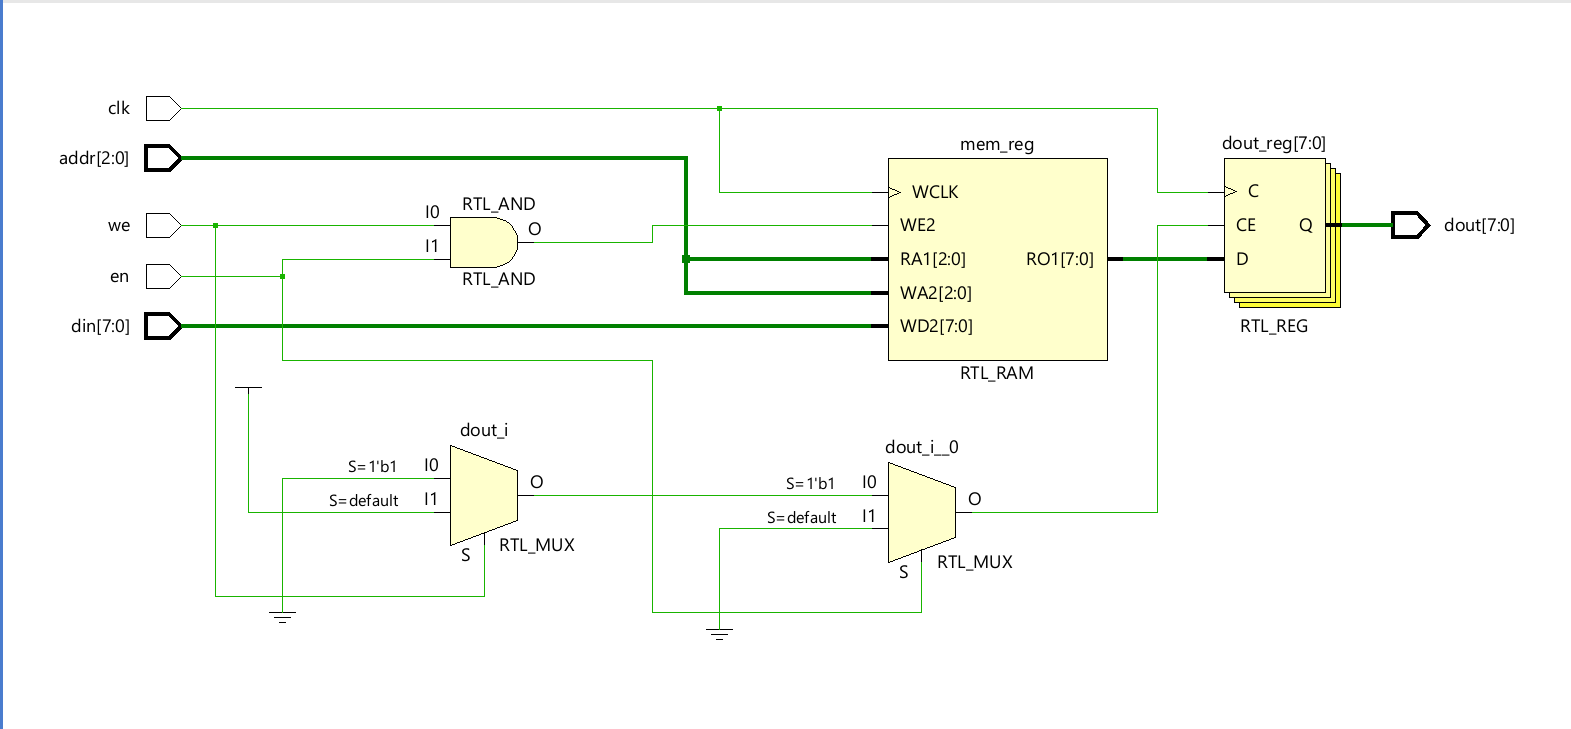 clk
addr[2:0]
we
en
din[7:0]
RTL_AND
I0
I1
O
RTL_AND
mem_reg
WCLK
WE2
RA1[2:0]
RO1[7:0]
WA2[2:0]
WD2[7:0]
RTL_RAM
dout_reg[7:0]
C
CE
Q
D
RTL_REG
dout[7:0]
dout_i
S=1'b1
I0
S=default
I1
O
S
RTL_MUX
dout_i__0
S=1'b1
I0
S=default
I1
O
S
RTL_MUX